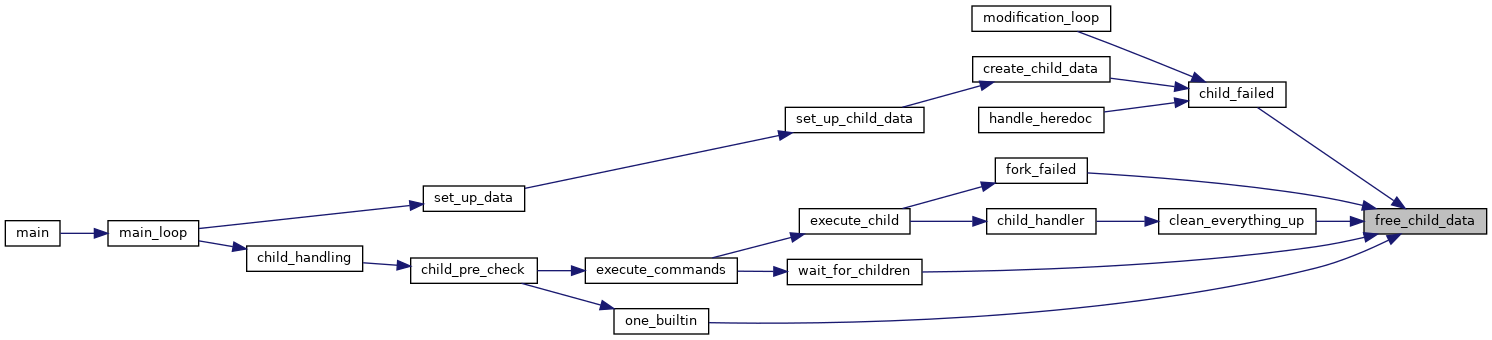 modification_loop
create_child_data
child_failed
set_up_child_data
handle_heredoc
fork_failed
set_up_data
execute_child
child_handler
clean_everything_up
free_child_data
main
main_loop
child_handling
child_pre_check
execute_commands
wait_for_children
one_builtin